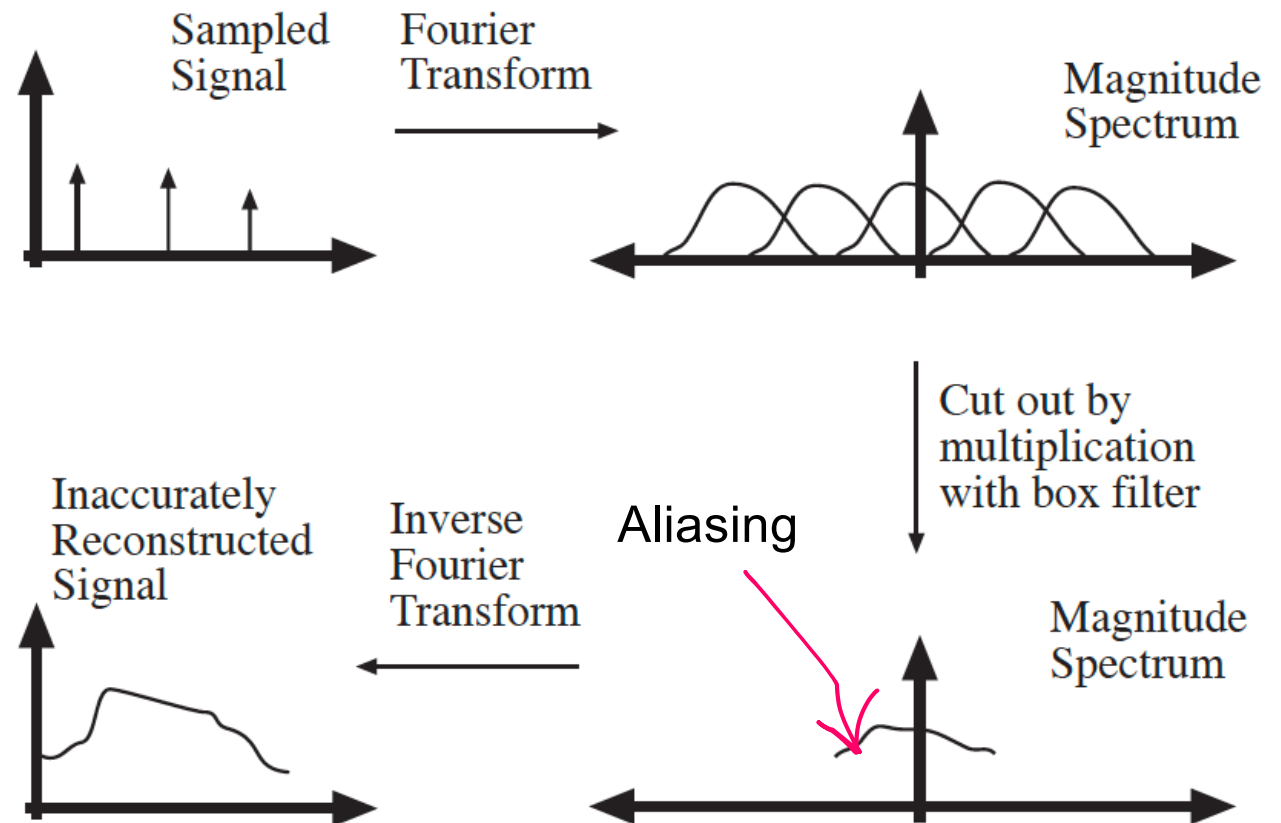 Sampled
Signal
Fourier
Transform
Magnitude
Spectrum
Cut out by
multiplication
with box filter
Inaccurately
Reconstructed
Signal
Inverse
Fourier
Transform
Aliasing
Magnitude
Spectrum